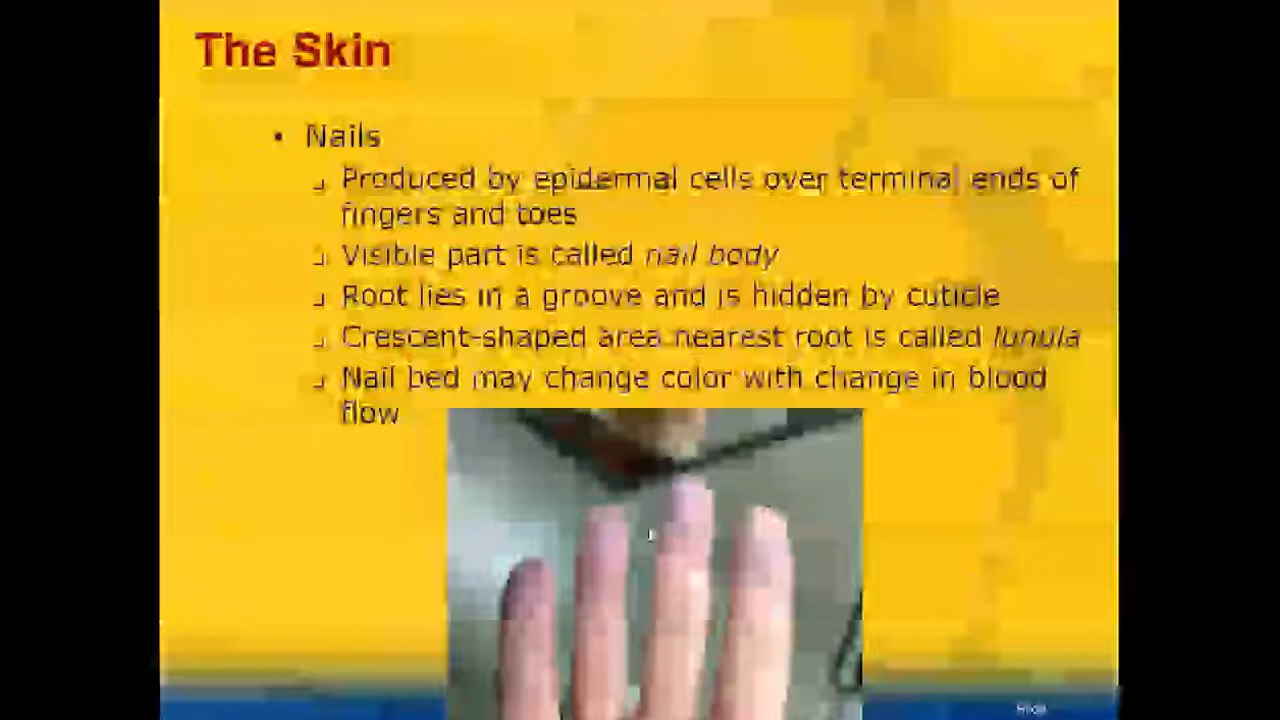 The Skin
• Nails
Produced by epidermal cells over terminal ends of
fingers and toes
Visible part is called nail body
Root lies in a groove and is hidden by cuticle
Crescent-shaped area nearest root is called lunula
Nail bed may change color with change in blood
flow